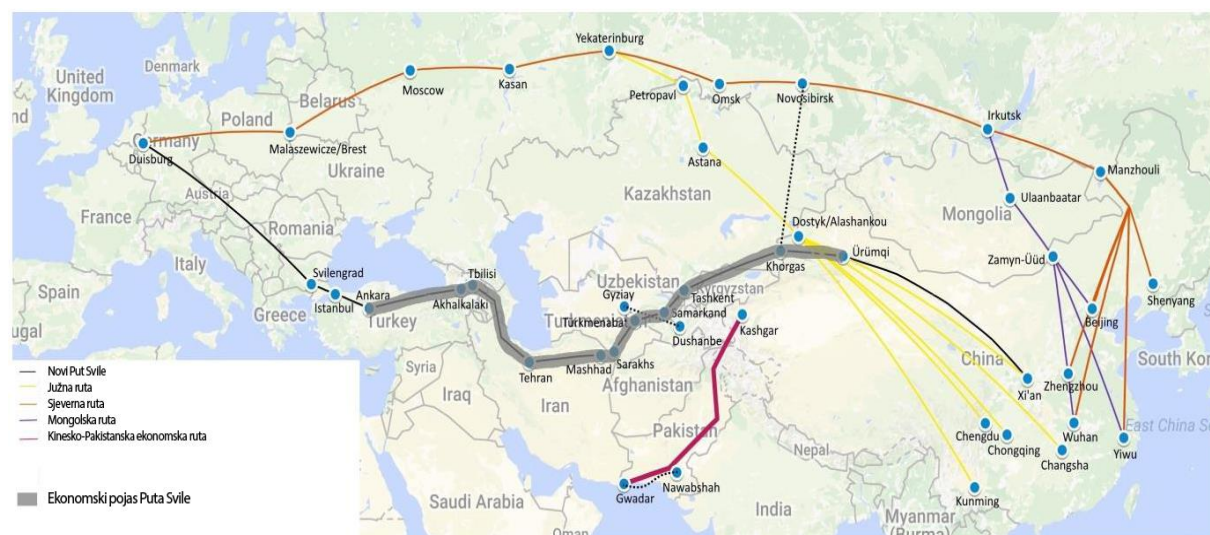 Yekaterinburg
United
Kingdom
Denmark
Moscow
Kasan
Petropavl
Omsk
Novosibirsk
Belarus
Poland
Germany
Duisburg
Malaszewicze/Brest
Irkutsk
Manzhouli
Astana
Ukraine
Austria
France
Kazakhstan
Ulaanbaatar
Mongolia
Romania
Dostyk/Alashankou
Italy
Khorgas
Ürümqi
Zamyn-Üüd
Svilengrad
Tbilisi
Uzbekistan
Kyrgyzstan
Shenyang
Spain
Istanbul
Ankara
Akhalkalaki
Gyziay
Tashkent
Beijing
Greece
Turkey
Turkmenabat
Samarkand
Dushanbe
Kashgar
South Ko
tugal
Syria
Tehran
Mashhad
Sarakhs
Afghanistan
China
Zhengzhou
Xi'an
Novi Put Svile
Južna ruta
Sjeverna ruta
Mongolska ruta
Kinesko-Pakistanska ekonomska ruta
Iraq
Iran
Pakistan
Chengdu
Chongqing
Wuhan
Changsha
Yiwu
East China Se
Nepal
Gwadar
Nawabshah
Kunming
Ekonomski pojas Puta Svile
Saudi Arabia
India
Oman
Myanmar
(Burma)